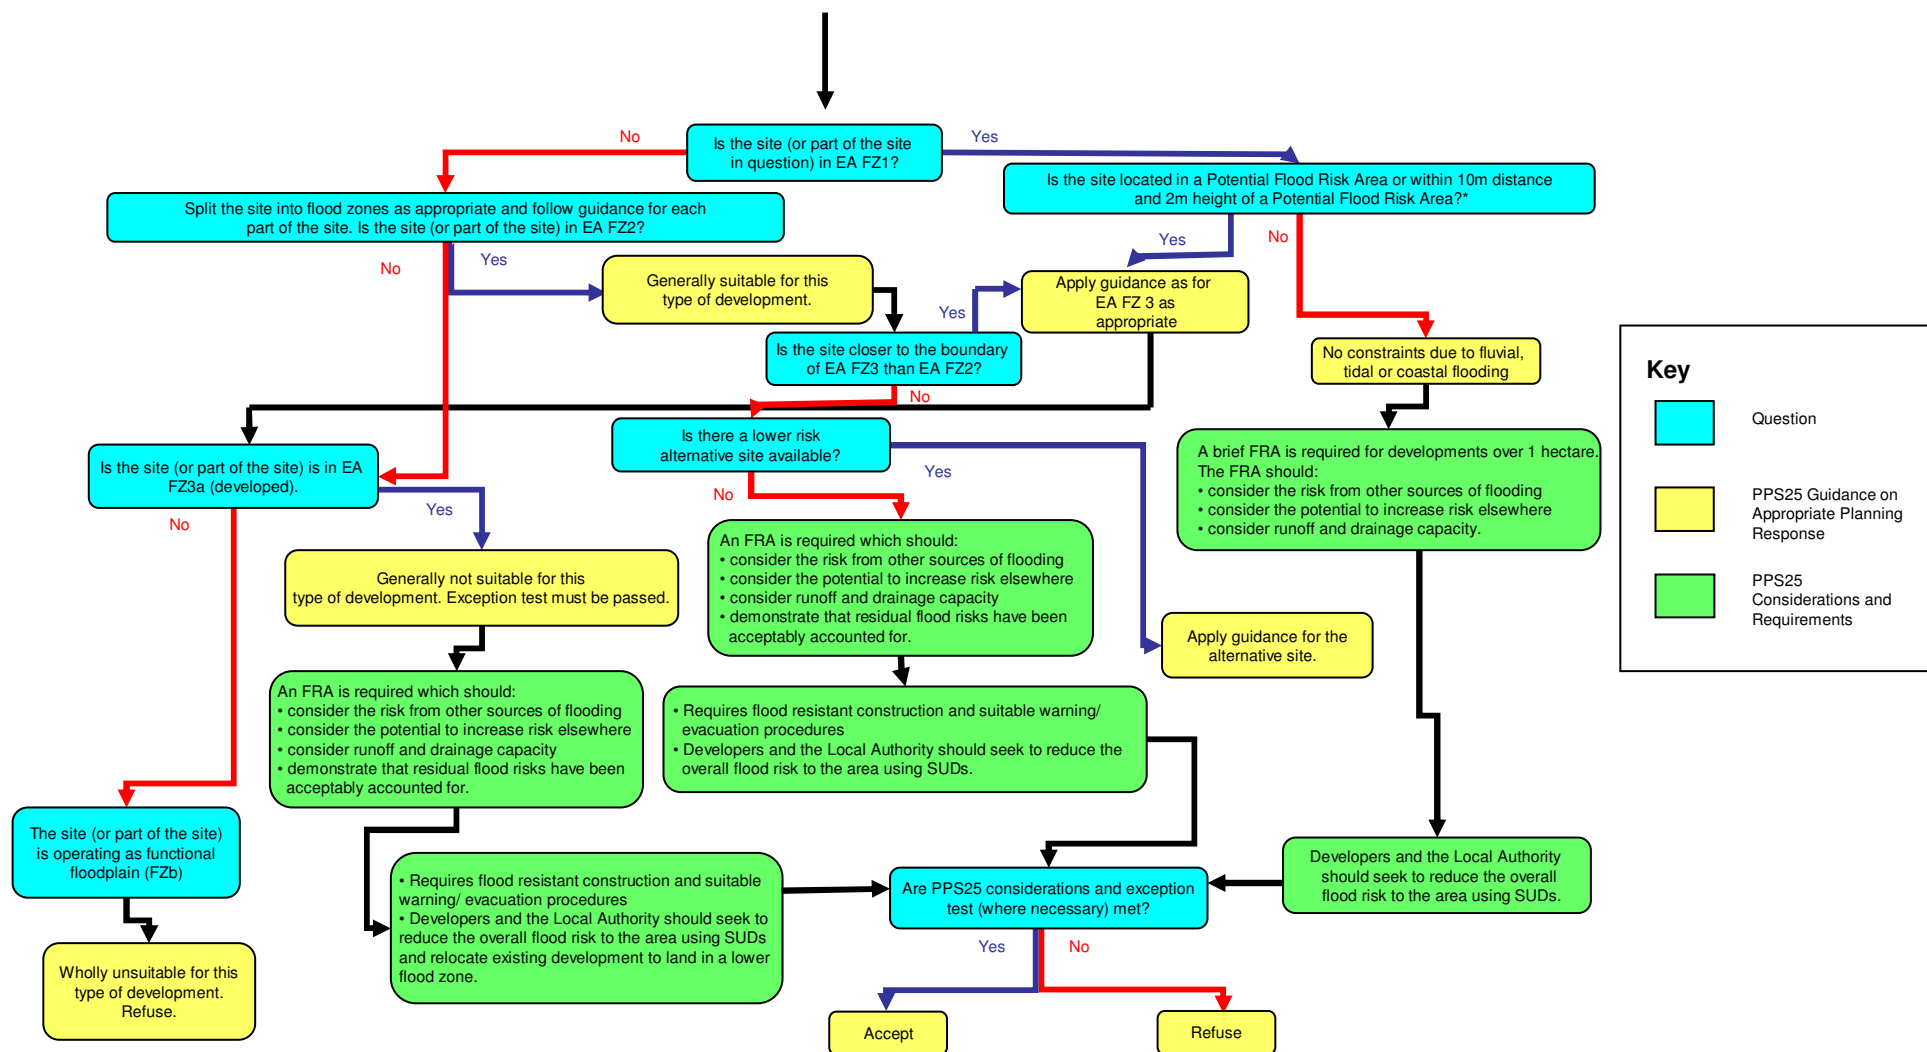 No
Is the site (or part of the site
in question) in EA FZ1?
Yes
Is the site located in a Potential Flood Risk Area or within 10m distance
and 2m height of a Potential Flood Risk Area?*
Split the site into flood zones as appropriate and follow guidance for each
part of the site. Is the site (or part of the site) in EA FZ2?
No
Yes
Yes
No
Generally suitable for this
type of development.
Apply guidance as for
EA FZ 3 as
appropriate
Yes
Is the site closer to the boundary
of EA FZ3 than EA FZ2?
No
No constraints due to fluvial,
tidal or coastal flooding
Is there a lower risk
alternative site available?
No
Yes
Is the site (or part of the site) is in EA
FZ3a (developed).
No
Yes
A brief FRA is required for developments over 1 hectare.
The FRA should:
• consider the risk from other sources of flooding
• consider the potential to increase risk elsewhere
• consider runoff and drainage capacity.
Generally not suitable for this
type of development. Exception test must be passed.
An FRA is required which should:
• consider the risk from other sources of flooding
• consider the potential to increase risk elsewhere
• consider runoff and drainage capacity
• demonstrate that residual flood risks have been
acceptably accounted for.
Apply guidance for the
alternative site.
An FRA is required which should:
• consider the risk from other sources of flooding
• consider the potential to increase risk elsewhere
• consider runoff and drainage capacity
• demonstrate that residual flood risks have been
acceptably accounted for.
• Requires flood resistant construction and suitable warning/
evacuation procedures
• Developers and the Local Authority should seek to reduce the
overall flood risk to the area using SUDs.
The site (or part of the site)
is operating as functional
floodplain (FZb)
• Requires flood resistant construction and suitable
warning/ evacuation procedures
• Developers and the Local Authority should seek to
reduce the overall flood risk to the area using SUDs
and relocate existing development to land in a lower
flood zone.
Are PPS25 considerations and exception
test (where necessary) met?
Developers and the Local Authority
should seek to reduce the overall
flood risk to the area using SUDs.
Yes
No
Wholly unsuitable for this
type of development.
Refuse.
Accept
Refuse
Key
Question
PPS25 Guidance on
Appropriate Planning
Response
PPS25
Considerations and
Requirements